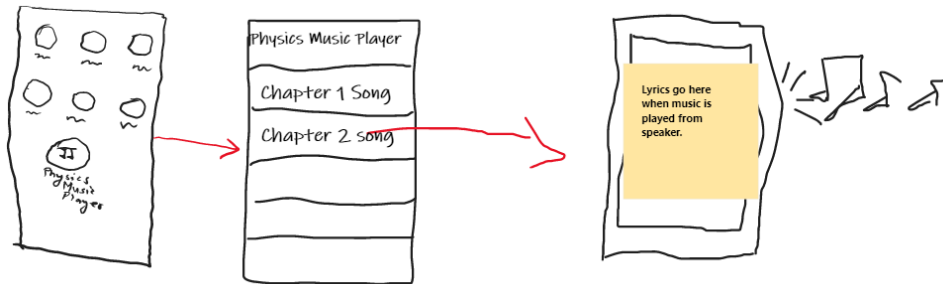 Physics
Music
Player
Physics Music Player
Chapter 1 Song
Chapter 2 song
Lyrics go here
when music is
played from
speaker.